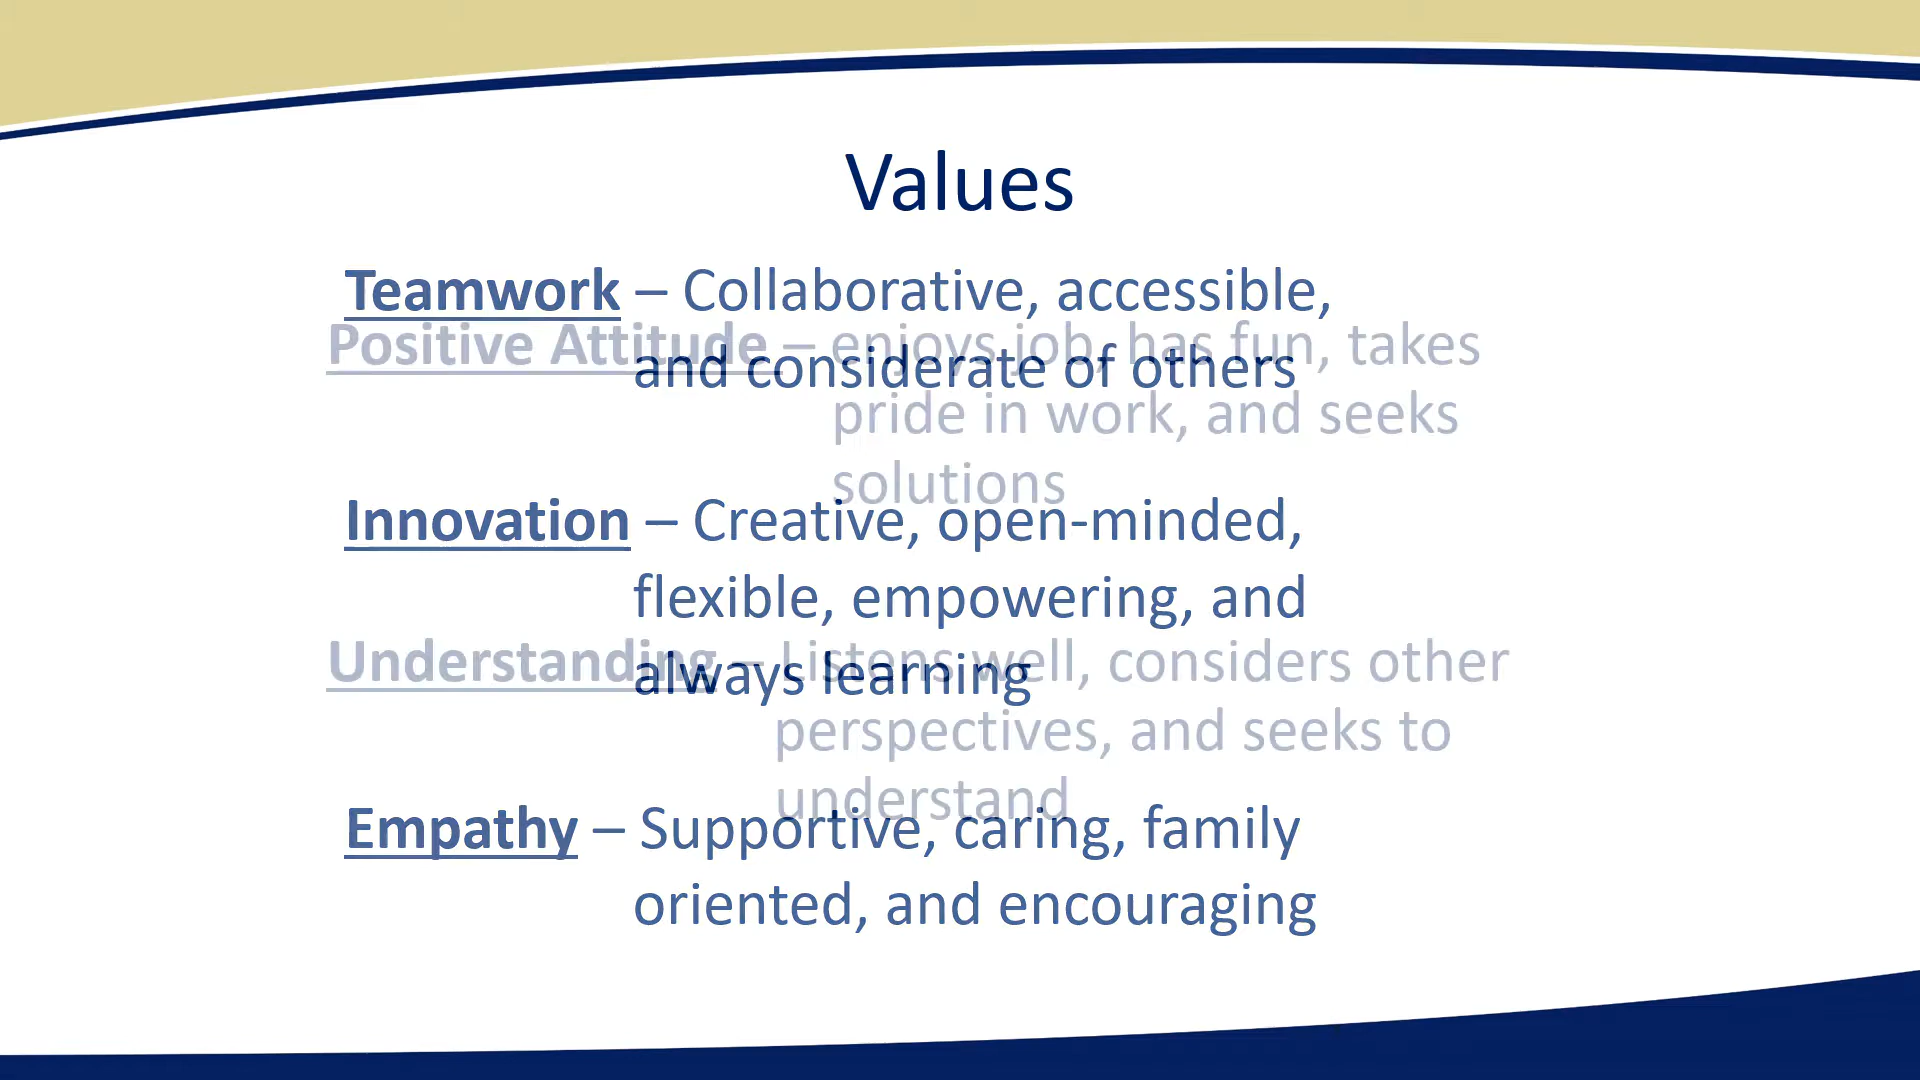 Values
Teamwork – Collaborative, accessible,
and considerate of others
Innovation – Creative, open-minded,
flexible, empowering, and
always learning
Empathy – Supportive, caring, family
oriented, and encouraging
Positive Attitude – enjoys job, has fun, takes
pride in work, and seeks
solutions
Understanding – Listens well, considers other
perspectives, and seeks to
understand